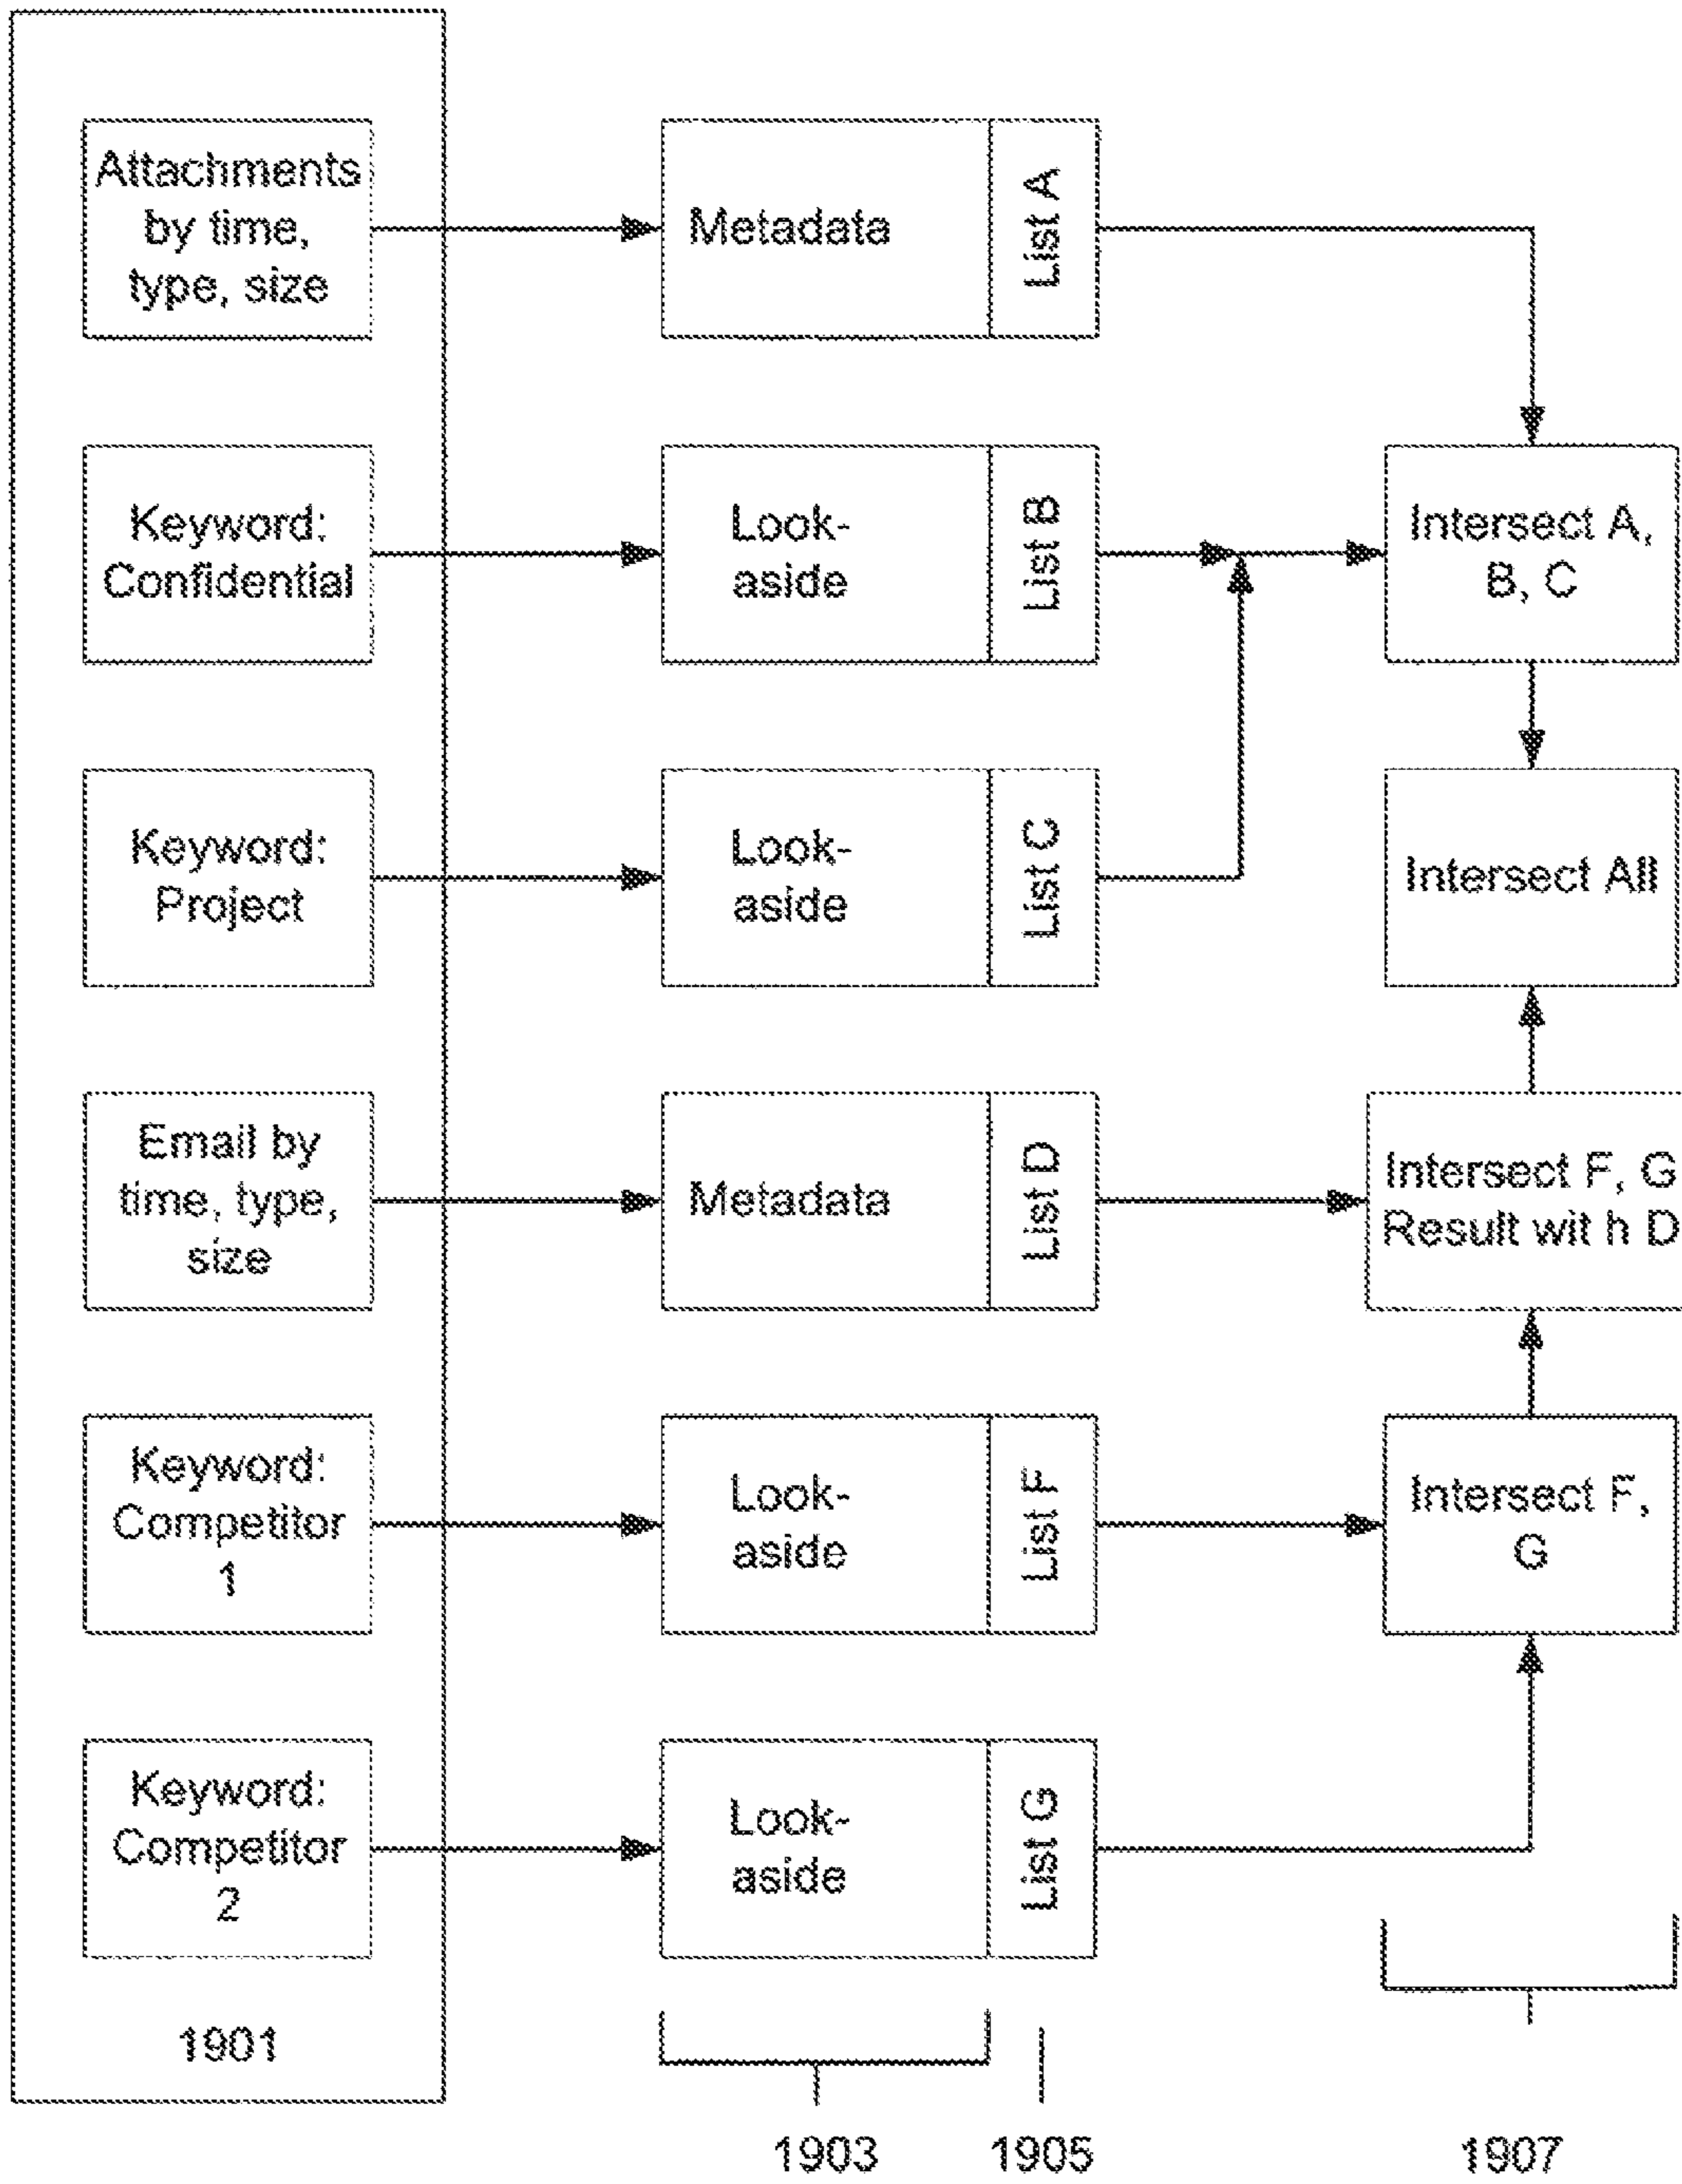 Attachments
by time,
type, size
Metadata
List A
Keyword:
Confidential
Look-
aside
List B
Intersect A,
B, C
Keyword:
Project
Look-
aside
List C
Intersect All
Email by
time, type,
size
Metadata
List D
Intersect F, G
Result wit h D
Keyword:
Competitor
1
Look-
aside
List F
Intersect F,
G
Keyword:
Competitor
2
Look-
aside
List G
1901
1903
1905
1907